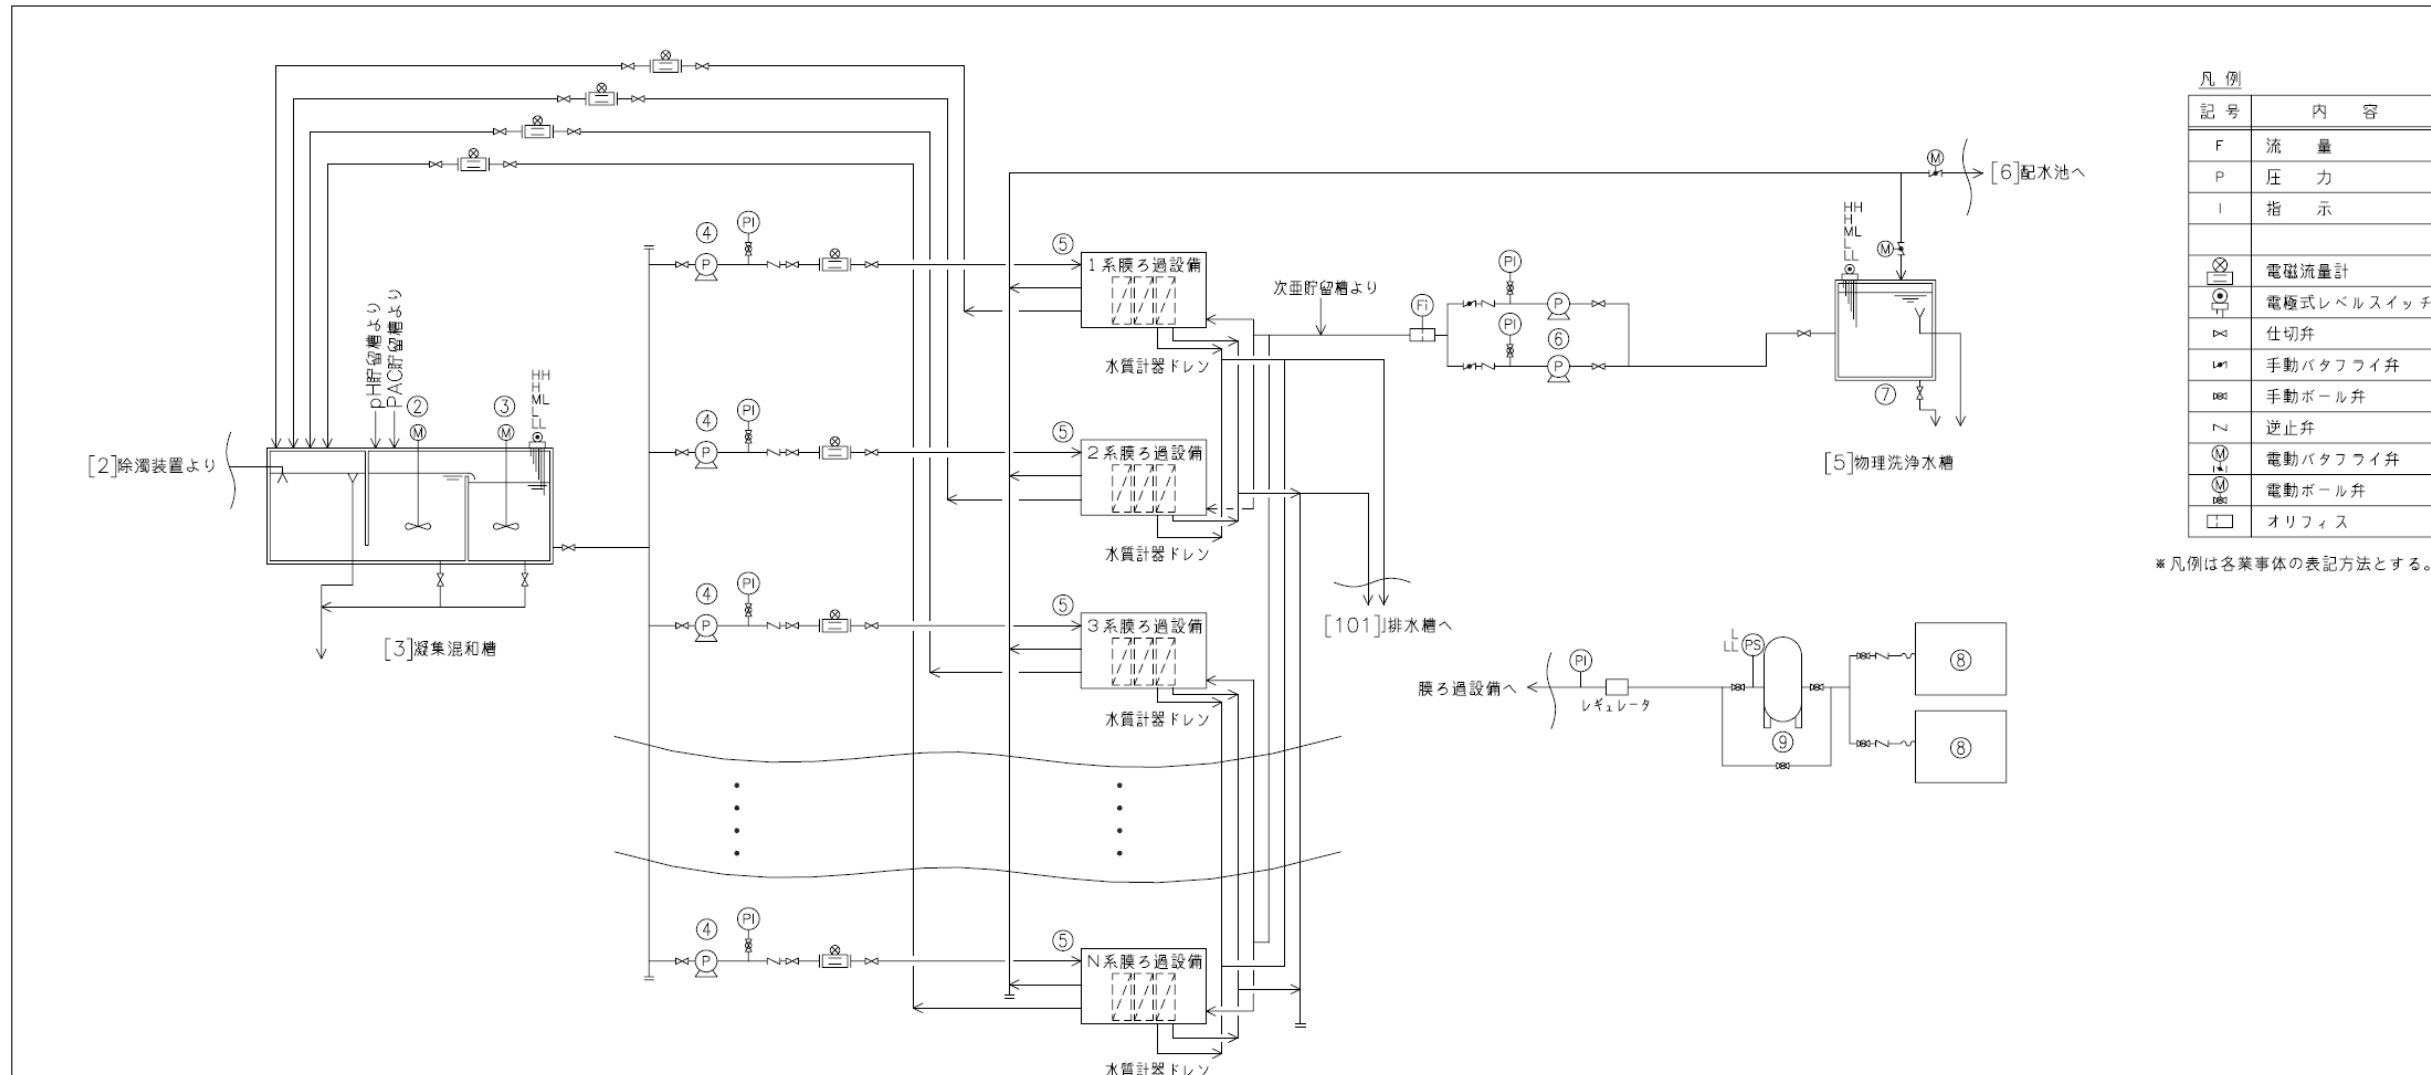 凡 例
記 号 内 容
F 流 量
P 圧 力
I 指 示
電磁流量計
電極式レベルスイッチ
仕切弁
手動バタフライ弁
手動ボール弁
逆止弁
M 電動バタフライ弁
M 電動ボール弁
オリフィス
※凡例は各業事体の表記方法とする。
[2]除濁装置より
pH貯留槽より
PAC貯留槽より
②
M
③
M
HH
H
ML
L
LL
[3]凝集混和槽
④
P
PI
⑤
1系膜ろ過設備
水質計器ドレン
④
P
PI
⑤
2系膜ろ過設備
水質計器ドレン
④
P
PI
⑤
3系膜ろ過設備
水質計器ドレン
④
P
PI
⑤
N系膜ろ過設備
水質計器ドレン
次亜貯留槽より
Fi
PI
P
PI
⑥
P
M
[6]配水池へ
HH
H
ML
L
LL
M
⑦
[5]物理洗浄水槽
[101]排水槽へ
膜ろ過設備へ
PI
レギュレータ
L
LL
PS
⑨
⑧
⑧